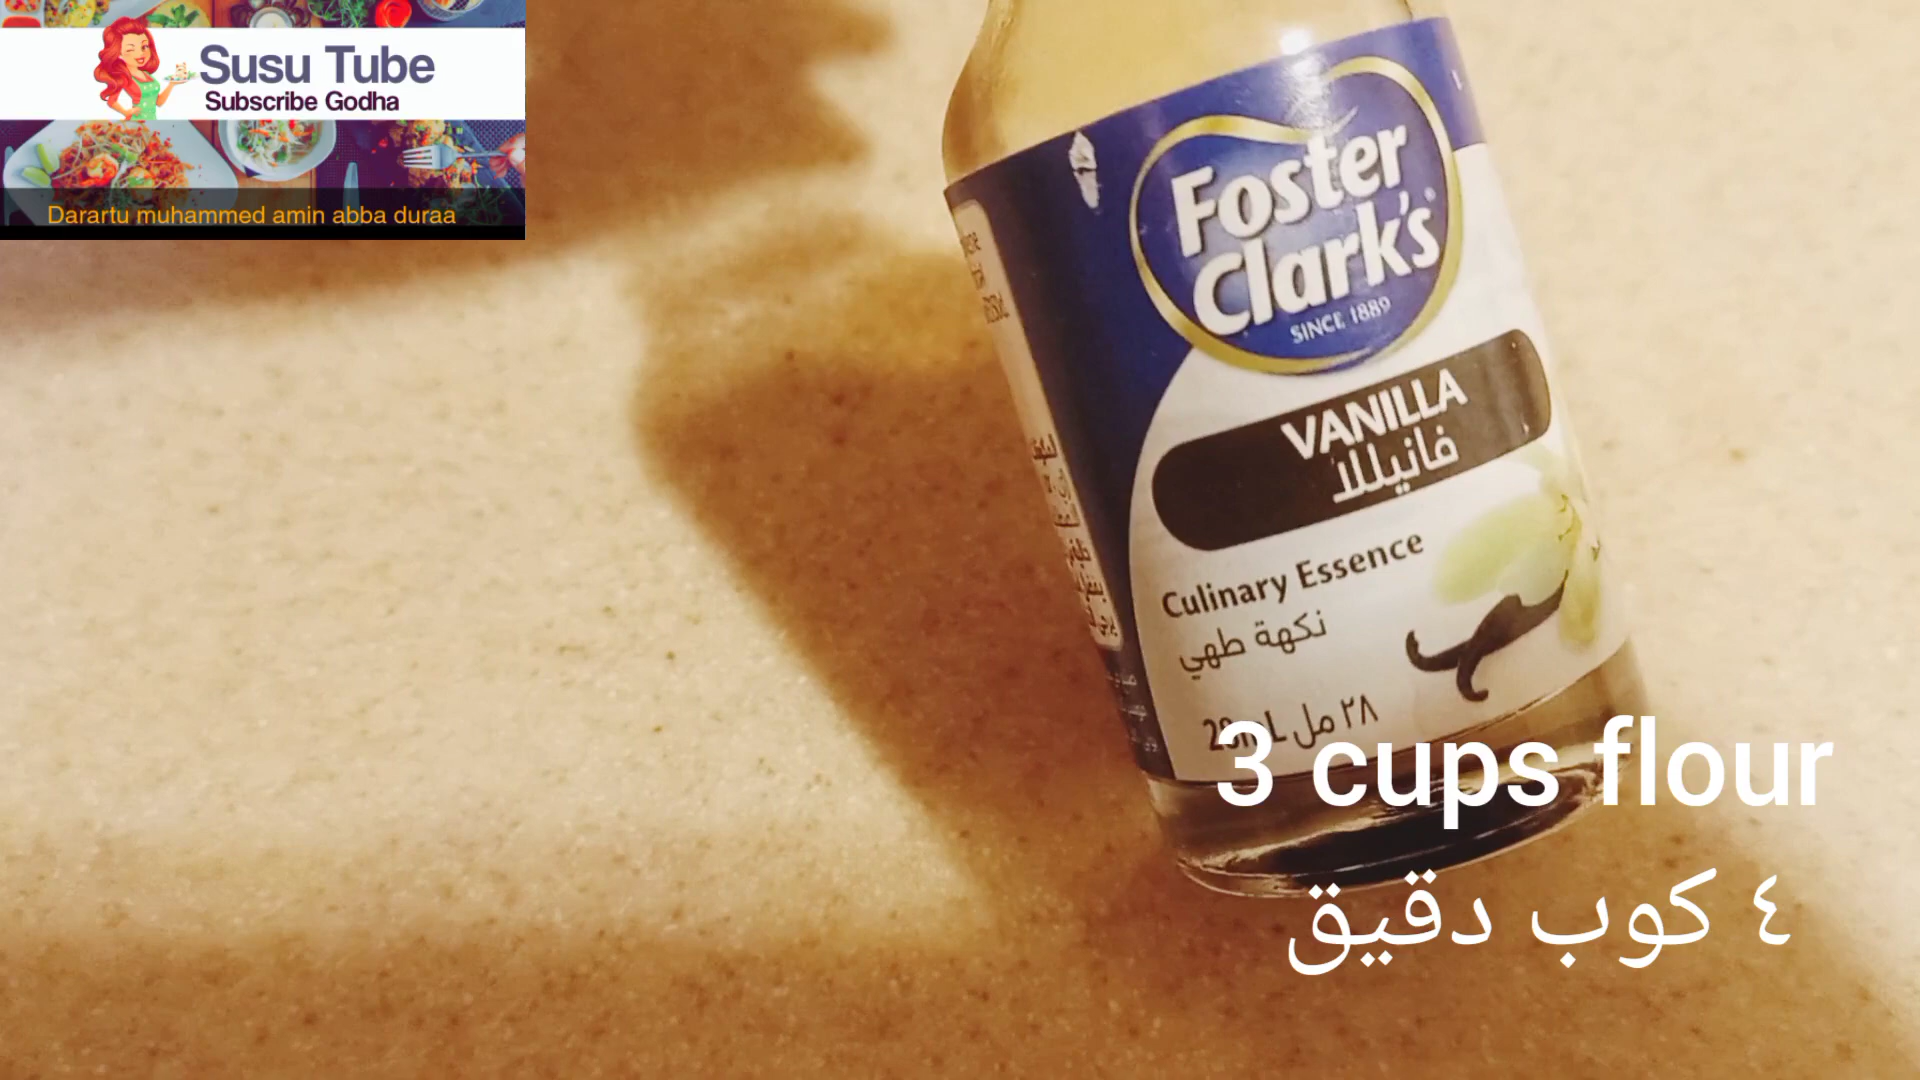 Susu Tube
Subscribe Godha
Darartu muhammed amin abba duraa
Foster
Clark's
SINCE 1889
VANILLA
فانيللا
Culinary Essence
نكهة طهي
28mL ٢٨ مل
3 cups flour
٤ كوب دقيق